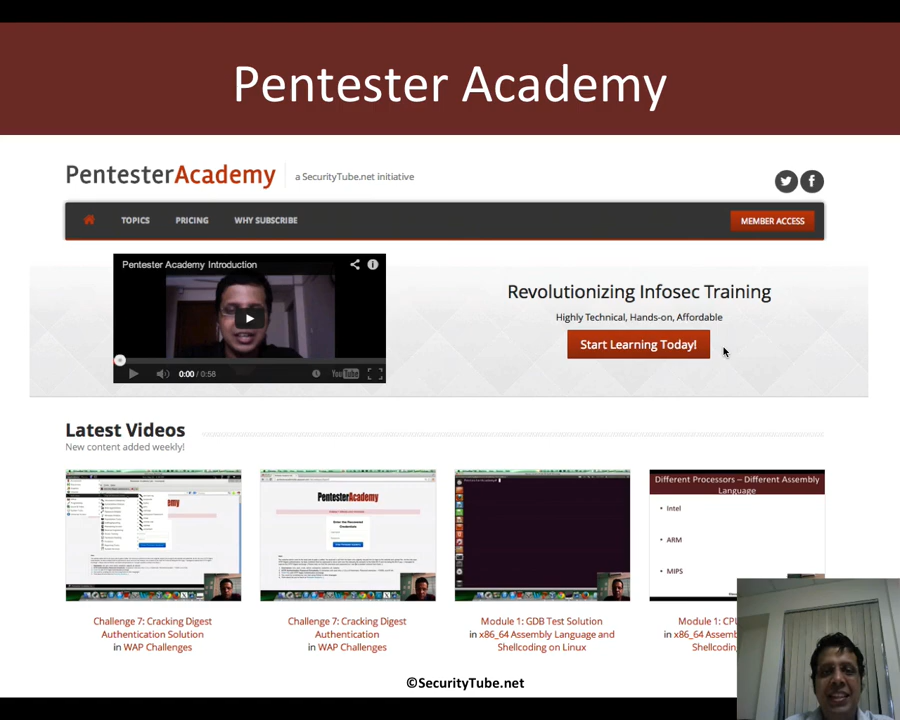 Pentester Academy
PentesterAcademy
a SecurityTube.net initiative
TOPICS
PRICING
WHY SUBSCRIBE
MEMBER ACCESS
Pentester Academy Introduction
0:00 / 0:58
YouTube
Revolutionizing Infosec Training
Highly Technical, Hands-on, Affordable
Start Learning Today!
Latest Videos
New content added weekly!
PentesterAcademy
Different Processors – Different Assembly
Language
• Intel
• ARM
• MIPS
Challenge 7: Cracking Digest
Authentication Solution
in WAP Challenges
Challenge 7: Cracking Digest
Authentication
in WAP Challenges
Module 1: GDB Test Solution
in x86_64 Assembly Language and
Shellcoding on Linux
Module 1: CPU
in x86_64 Assemb
Shellcoding
©SecurityTube.net